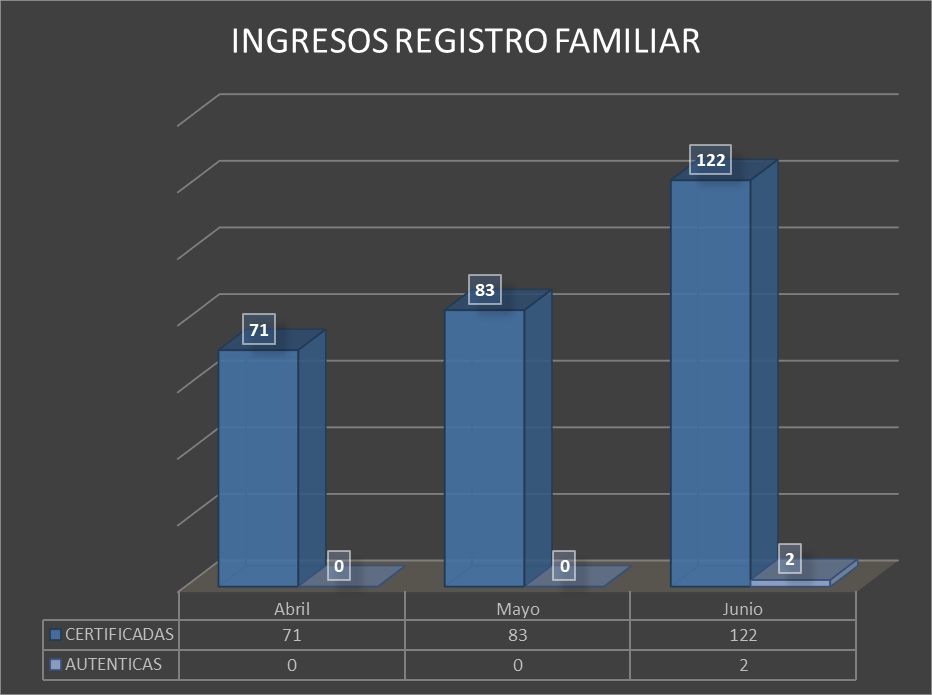 INGRESOS REGISTRO FAMILIAR
122
83
71
0
0
2
Abril Mayo Junio
CERTIFICADAS 71 83 122
AUTENTICAS 0 0 2